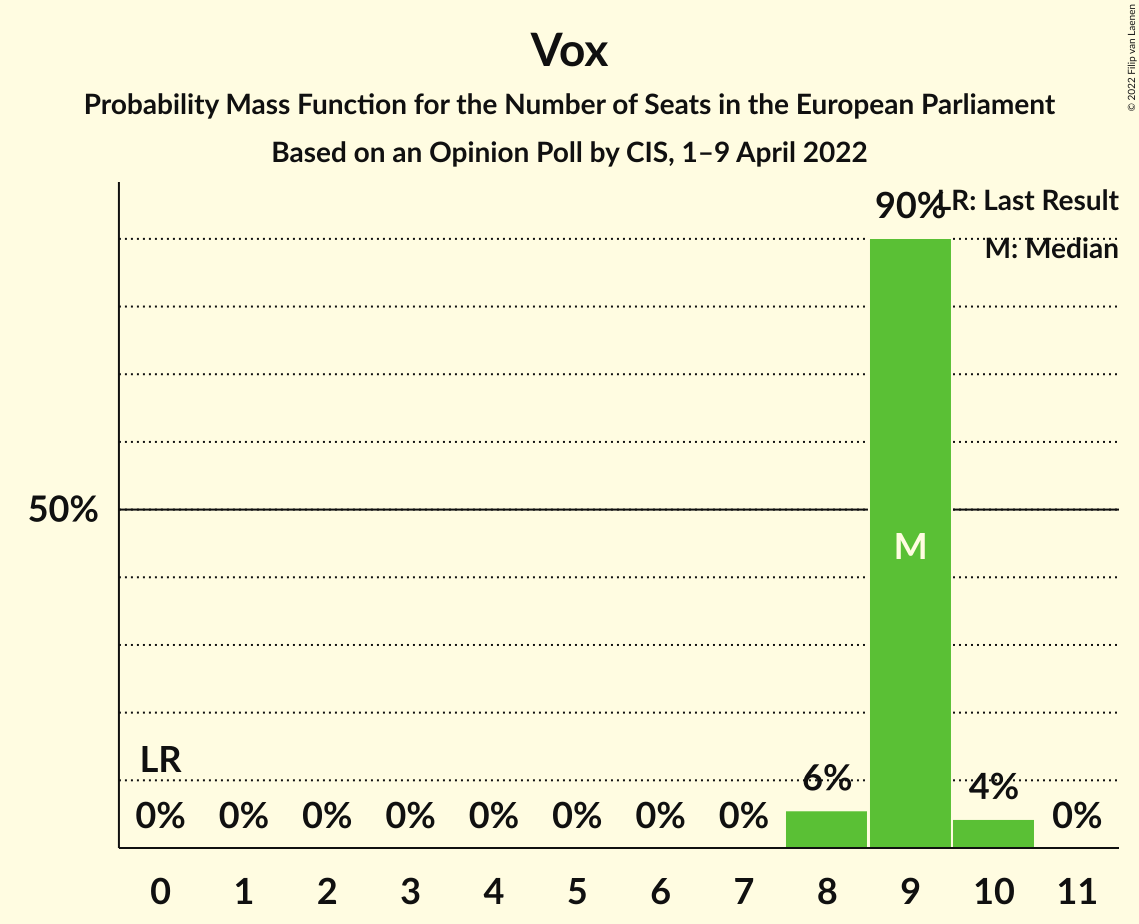 Vox
Probability Mass Function for the Number of Seats in the European Parliament
Based on an Opinion Poll by CIS, 1–9 April 2022
© 2022 Filip van Laenen
LR: Last Result
M: Median
90%
50%
M
LR
0% 0% 0% 0% 0% 0% 0% 0% 6% 4% 0%
0 1 2 3 4 5 6 7 8 9 10 11